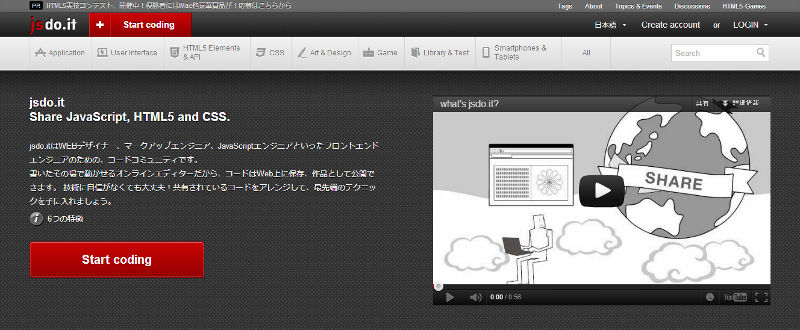 PR HTML5実技コンテスト、開催中！優勝者にはiMac他豪華賞品が！応募はこちらから
Tags About Topics & Events Discussions HTML5 Games
jsdo.it + Start coding
日本語 Create account or LOGIN
Application User Interface HTML5 Elements & API CSS Art & Design Game Library & Test Smartphones & Tablets All Search
jsdo.it
Share JavaScript, HTML5 and CSS.
jsdo.itはWEBデザイナー、マークアップエンジニア、JavaScriptエンジニアといったフロントエンド
エンジニアのための、コードコミュニティです。
書いたその場で動かせるオンラインエディターだから、コードはWeb上に保存、作品として公開で
きます。 技術に自信がなくても大丈夫！共有されているコードをアレンジして、最先端のテクニッ
クを手に入れましょう。
i 6つの特徴
Start coding
what's jsdo.it?
共有 詳細情報
SHARE
0:00 / 0:56
YouTube